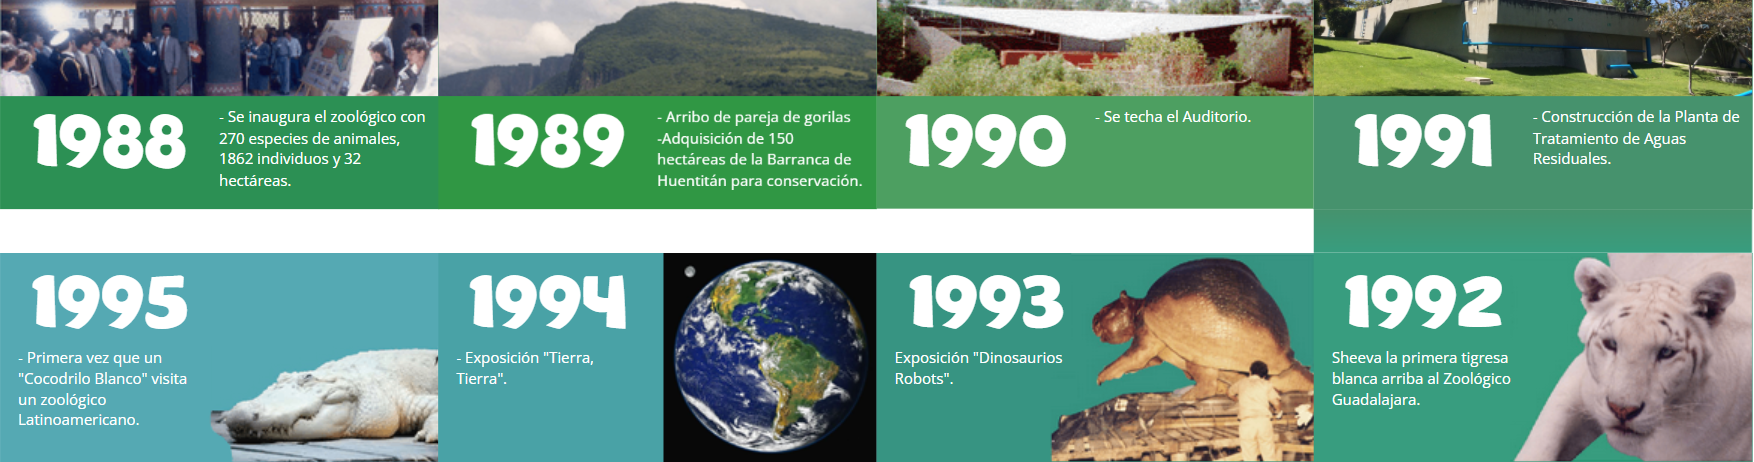 1988
- Se inaugura el zoológico con
270 especies de animales,
1862 individuos y 32
hectáreas.
1989
- Arribo de pareja de gorilas
-Adquisición de 150
hectáreas de la Barranca de
Huentitán para conservación.
1990
- Se techa el Auditorio.
1991
- Construcción de la Planta de
Tratamiento de Aguas
Residuales.
1995
- Primera vez que un
"Cocodrilo Blanco" visita
un zoológico
Latinoamericano.
1994
- Exposición "Tierra,
Tierra".
1993
Exposición "Dinosaurios
Robots".
1992
Sheeva la primera tigresa
blanca arriba al Zoológico
Guadalajara.